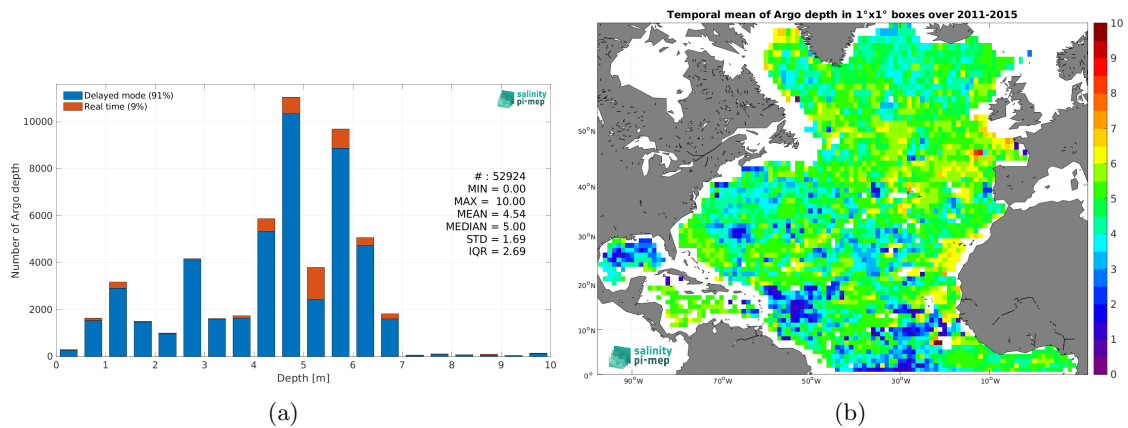 Delayed mode (91%)
Real time (9%)
salinity
pi-mep
Number of Argo depth
10000
8000
6000
4000
2000
0
# : 52924
MIN = 0.00
MAX = 10.00
MEAN = 4.54
MEDIAN = 5.00
STD = 1.69
IQR = 2.69
0 1 2 3 4 5 6 7 8 9 10
Depth [m]
(a)
Temporal mean of Argo depth in 1°x1° boxes over 2011-2015
50°N
40°N
30°N
20°N
10°N
0°
90°W 70°W 50°W 30°W 10°W
salinity
pi-mep
10
9
8
7
6
5
4
3
2
1
0
(b)